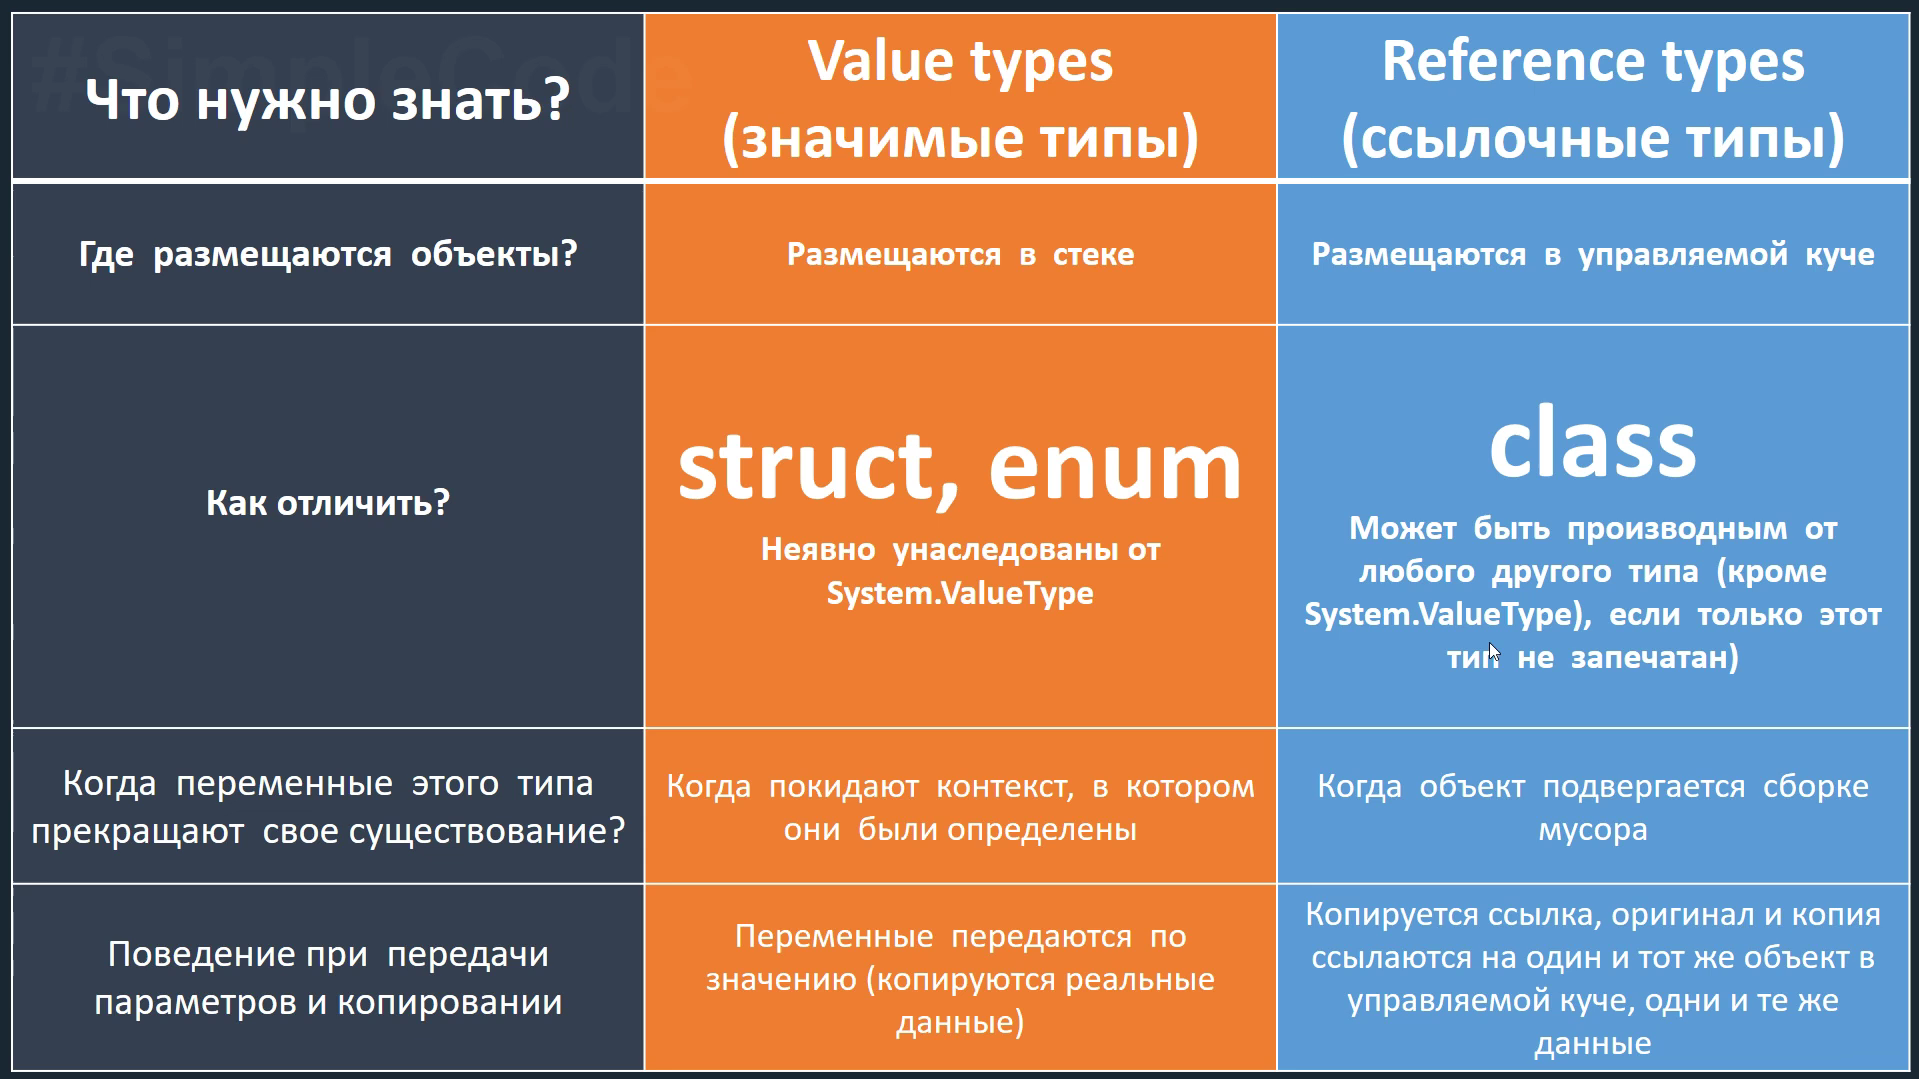 #SimpleCode
Что нужно знать?
Value types
(значимые типы)
Reference types
(ссылочные типы)
Где размещаются объекты?
Размещаются в стеке
Размещаются в управляемой куче
Как отличить?
struct, enum
Неявно унаследованы от
System.ValueType
class
Может быть производным от
любого другого типа (кроме
System.ValueType), если только этот
тип не запечатан)
Когда переменные этого типа
прекращают свое существование?
Когда покидают контекст, в котором
они были определены
Когда объект подвергается сборке
мусора
Поведение при передачи
параметров и копировании
Переменные передаются по
значению (копируются реальные
данные)
Копируется ссылка, оригинал и копия
ссылаются на один и тот же объект в
управляемой куче, одни и те же
данные